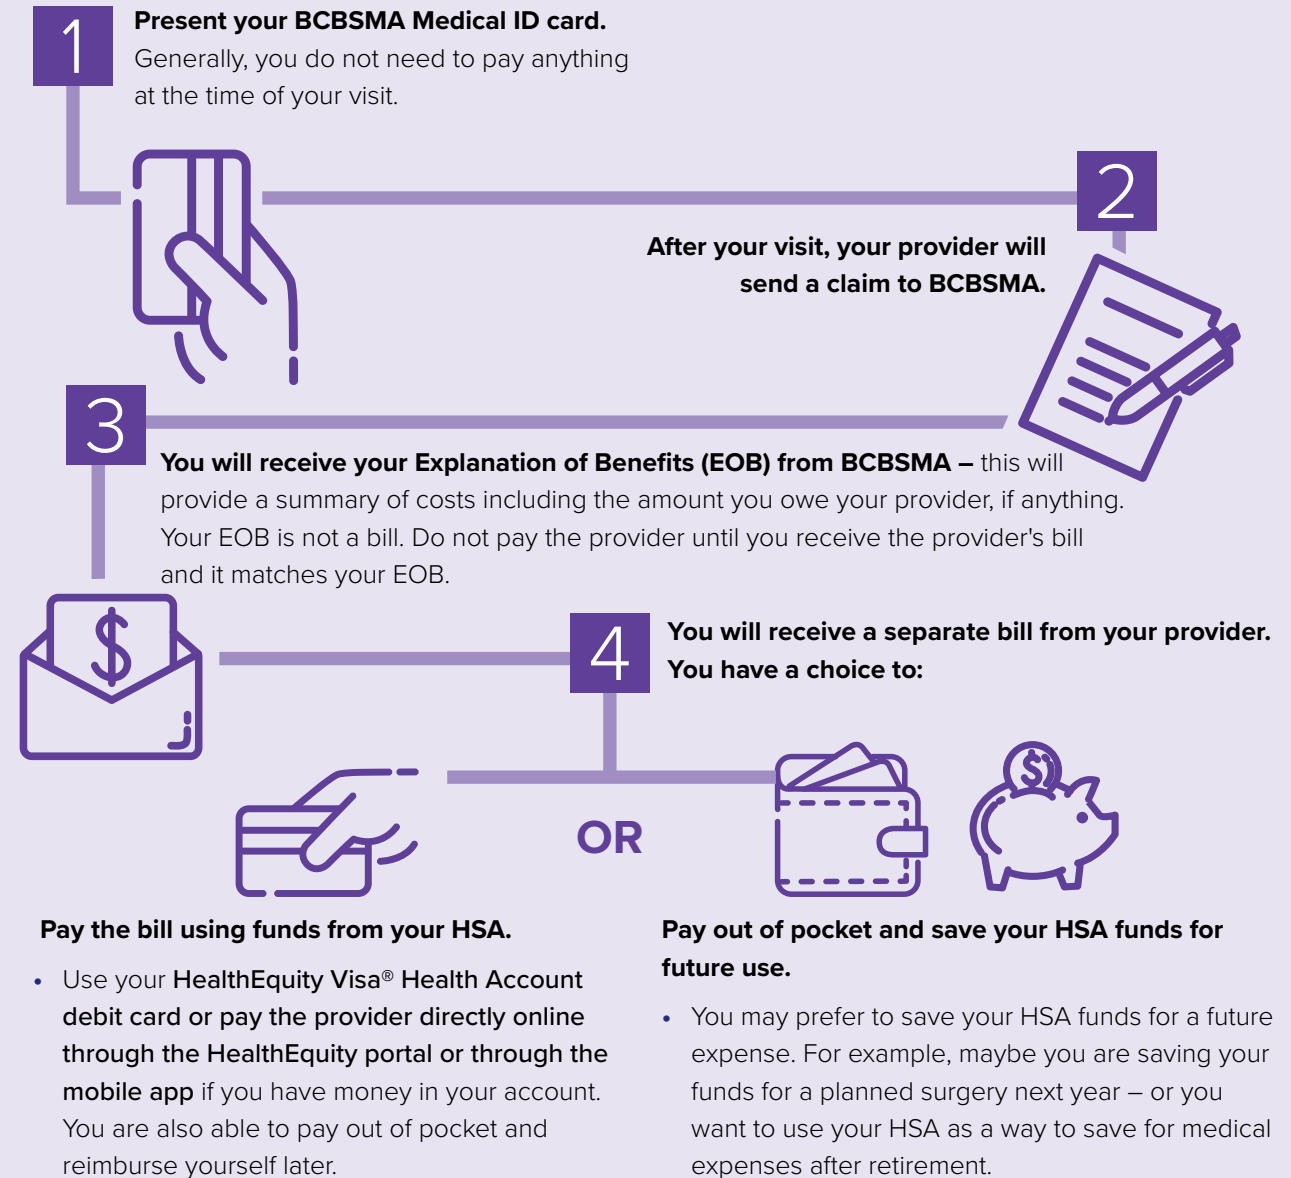 1
Present your BCBSMA Medical ID card.
Generally, you do not need to pay anything
at the time of your visit.
2
After your visit, your provider will
send a claim to BCBSMA.
3
You will receive your Explanation of Benefits (EOB) from BCBSMA – this will
provide a summary of costs including the amount you owe your provider, if anything.
Your EOB is not a bill. Do not pay the provider until you receive the provider's bill
and it matches your EOB.
$
4
You will receive a separate bill from your provider.
You have a choice to:
$
OR
Pay the bill using funds from your HSA.
• Use your HealthEquity Visa® Health Account
debit card or pay the provider directly online
through the HealthEquity portal or through the
mobile app if you have money in your account.
You are also able to pay out of pocket and
reimburse yourself later.
Pay out of pocket and save your HSA funds for
future use.
• You may prefer to save your HSA funds for a future
expense. For example, maybe you are saving your
funds for a planned surgery next year – or you
want to use your HSA as a way to save for medical
expenses after retirement.